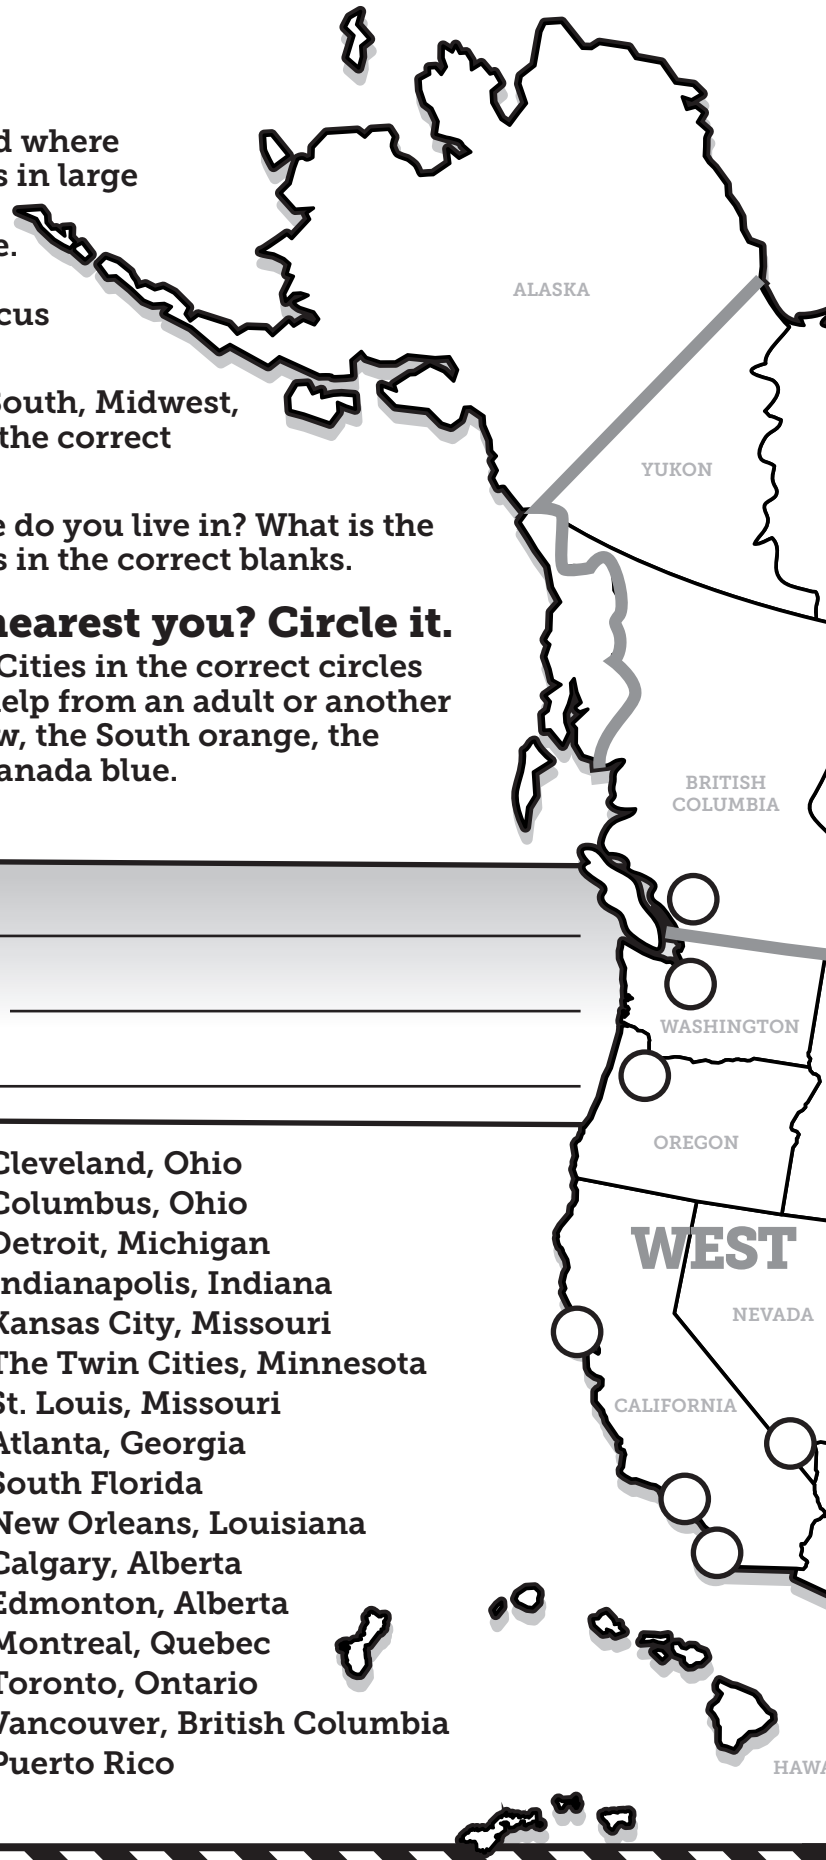 d where
s in large
e.
cus
South, Midwest,
the correct
e do you live in? What is the
s in the correct blanks.
nearest you? Circle it.
Cities in the correct circles
elp from an adult or another
w, the South orange, the
anada blue.
Cleveland, Ohio
Columbus, Ohio
Detroit, Michigan
Indianapolis, Indiana
Kansas City, Missouri
The Twin Cities, Minnesota
St. Louis, Missouri
Atlanta, Georgia
South Florida
New Orleans, Louisiana
Calgary, Alberta
Edmonton, Alberta
Montreal, Quebec
Toronto, Ontario
Vancouver, British Columbia
Puerto Rico
ALASKA
YUKON
BRITISH
COLUMBIA
WASHINGTON
OREGON
WEST
NEVADA
CALIFORNIA
HAWA